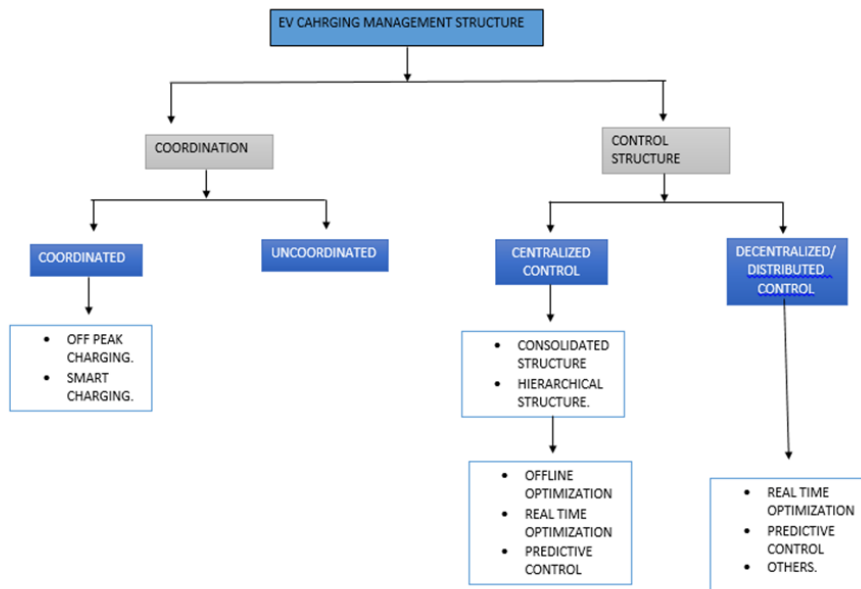 EV CAHRGING MANAGEMENT STRUCTURE
COORDINATION
CONTROL
STRUCTURE
COORDINATED
UNCOORDINATED
CENTRALIZED
CONTROL
DECENTRALIZED/
DISTRIBUTED
CONTROL
• OFF PEAK
CHARGING.
• SMART
CHARGING.
• CONSOLIDATED
STRUCTURE
• HIERARCHICAL
STRUCTURE.
• OFFLINE
OPTIMIZATION
• REAL TIME
OPTIMIZATION
• PREDICTIVE
CONTROL
• REAL TIME
OPTIMIZATION
• PREDICTIVE
CONTROL
• OTHERS.